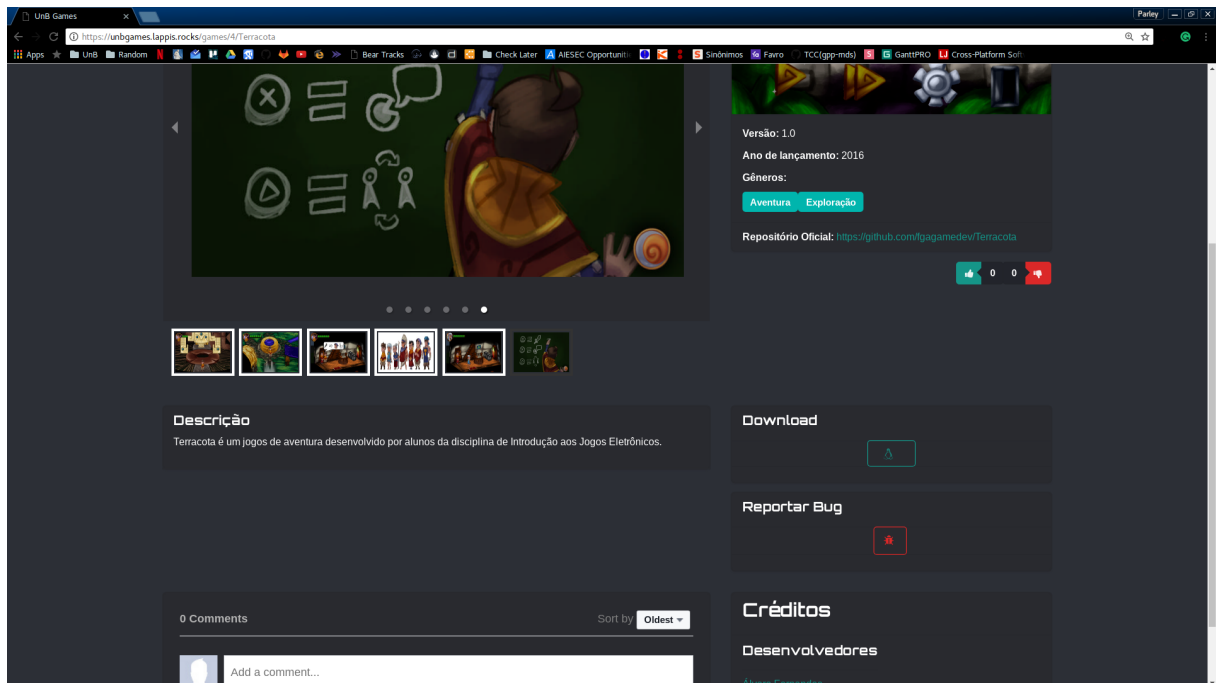 UnB Games
Parley
https://unbgames.lappis.rocks/games/4/Terracota
Apps UnB Random Bear Tracks Check Later AIESEC Opportuniti Sinônimos Favro TCC(gpp-mds) GanttPRO Cross-Platform Soft
Versão: 1.0
Ano de lançamento: 2016
Gêneros:
Aventura Exploração
Repositório Oficial: https://github.com/fgagamedev/Terracota
0 0
Descrição
Terracota é um jogos de aventura desenvolvido por alunos da disciplina de Introdução aos Jogos Eletrônicos.
Download
Reportar Bug
0 Comments
Sort by Oldest
Add a comment...
Créditos
Desenvolvedores
Álvaro Fernandes